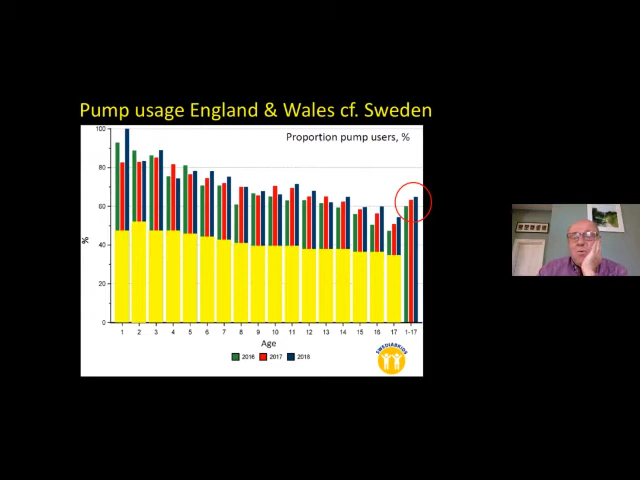 Pump usage England & Wales cf. Sweden
Proportion pump users, %
100
80
60
40
20
0
%
1 2 3 4 5 6 7 8 9 10 11 12 13 14 15 16 17 1-17
Age
2016 2017 2018
SWEDIABKIDS